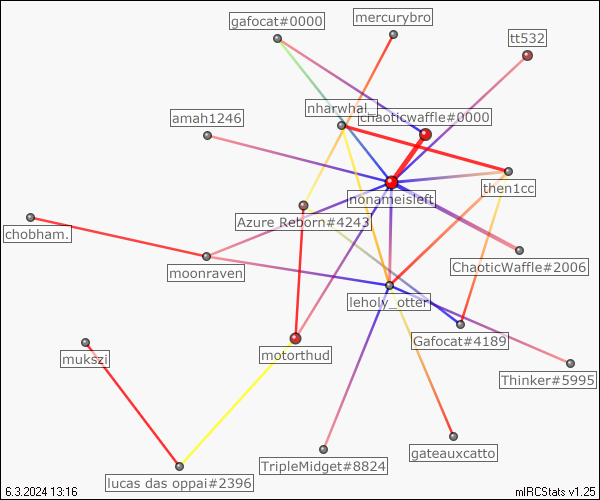 gafocat#0000
mercurybro
tt532
nharwhal_
chaoticwaffle#0000
amah1246
then1cc
nonameisleft
Azure Reborn#4243
chobham.
ChaoticWaffle#2006
moonraven
leholy_otter
Gafocat#4189
motorthud
mukszi
Thinker#5995
gateauxcatto
TripleMidget#8824
lucas das oppai#2396
6.3.2024 13:16
mIRCStats v1.25